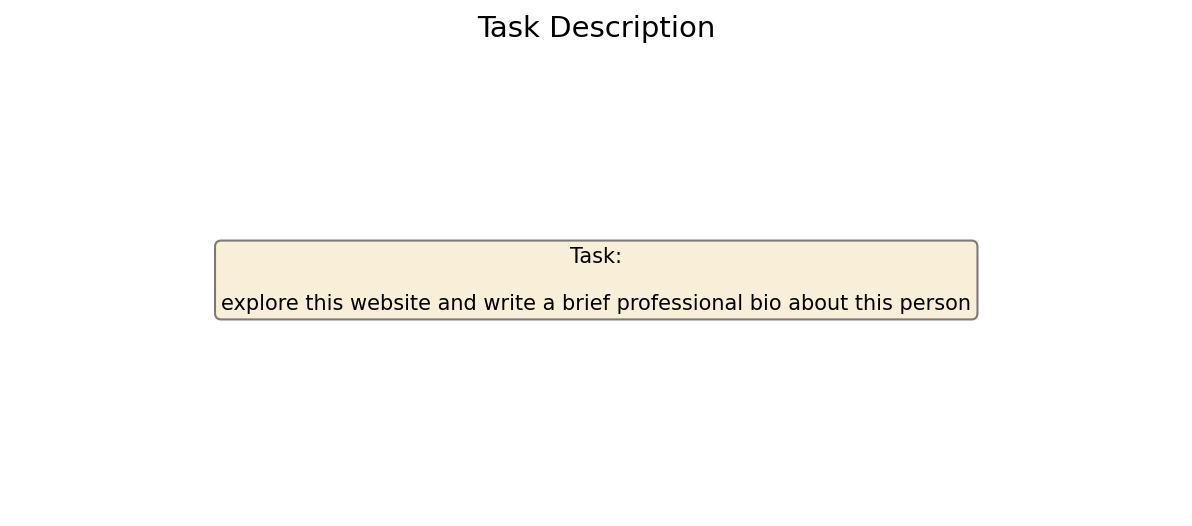 Task Description
Task:
explore this website and write a brief professional bio about this person